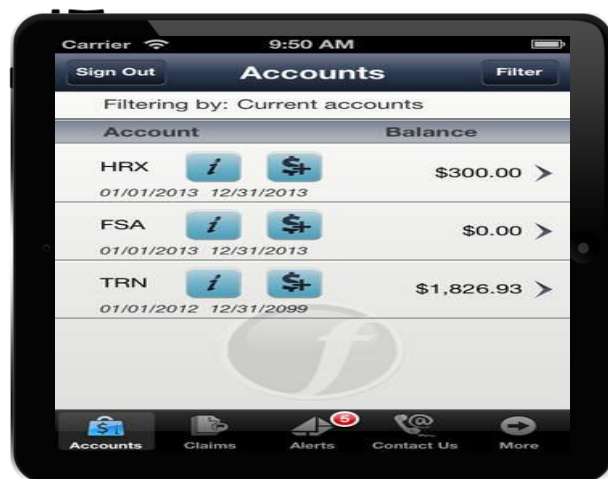 Carrier 9:50 AM
Sign Out Accounts Filter
Filtering by: Current accounts
Account Balance
HRX i $+ $300.00
01/01/2013 12/31/2013
FSA i $+ $0.00
01/01/2013 12/31/2013
TRN i $+ $1,826.93
01/01/2012 12/31/2099
f
$ 5 @
Accounts Claims Alerts Contact Us More